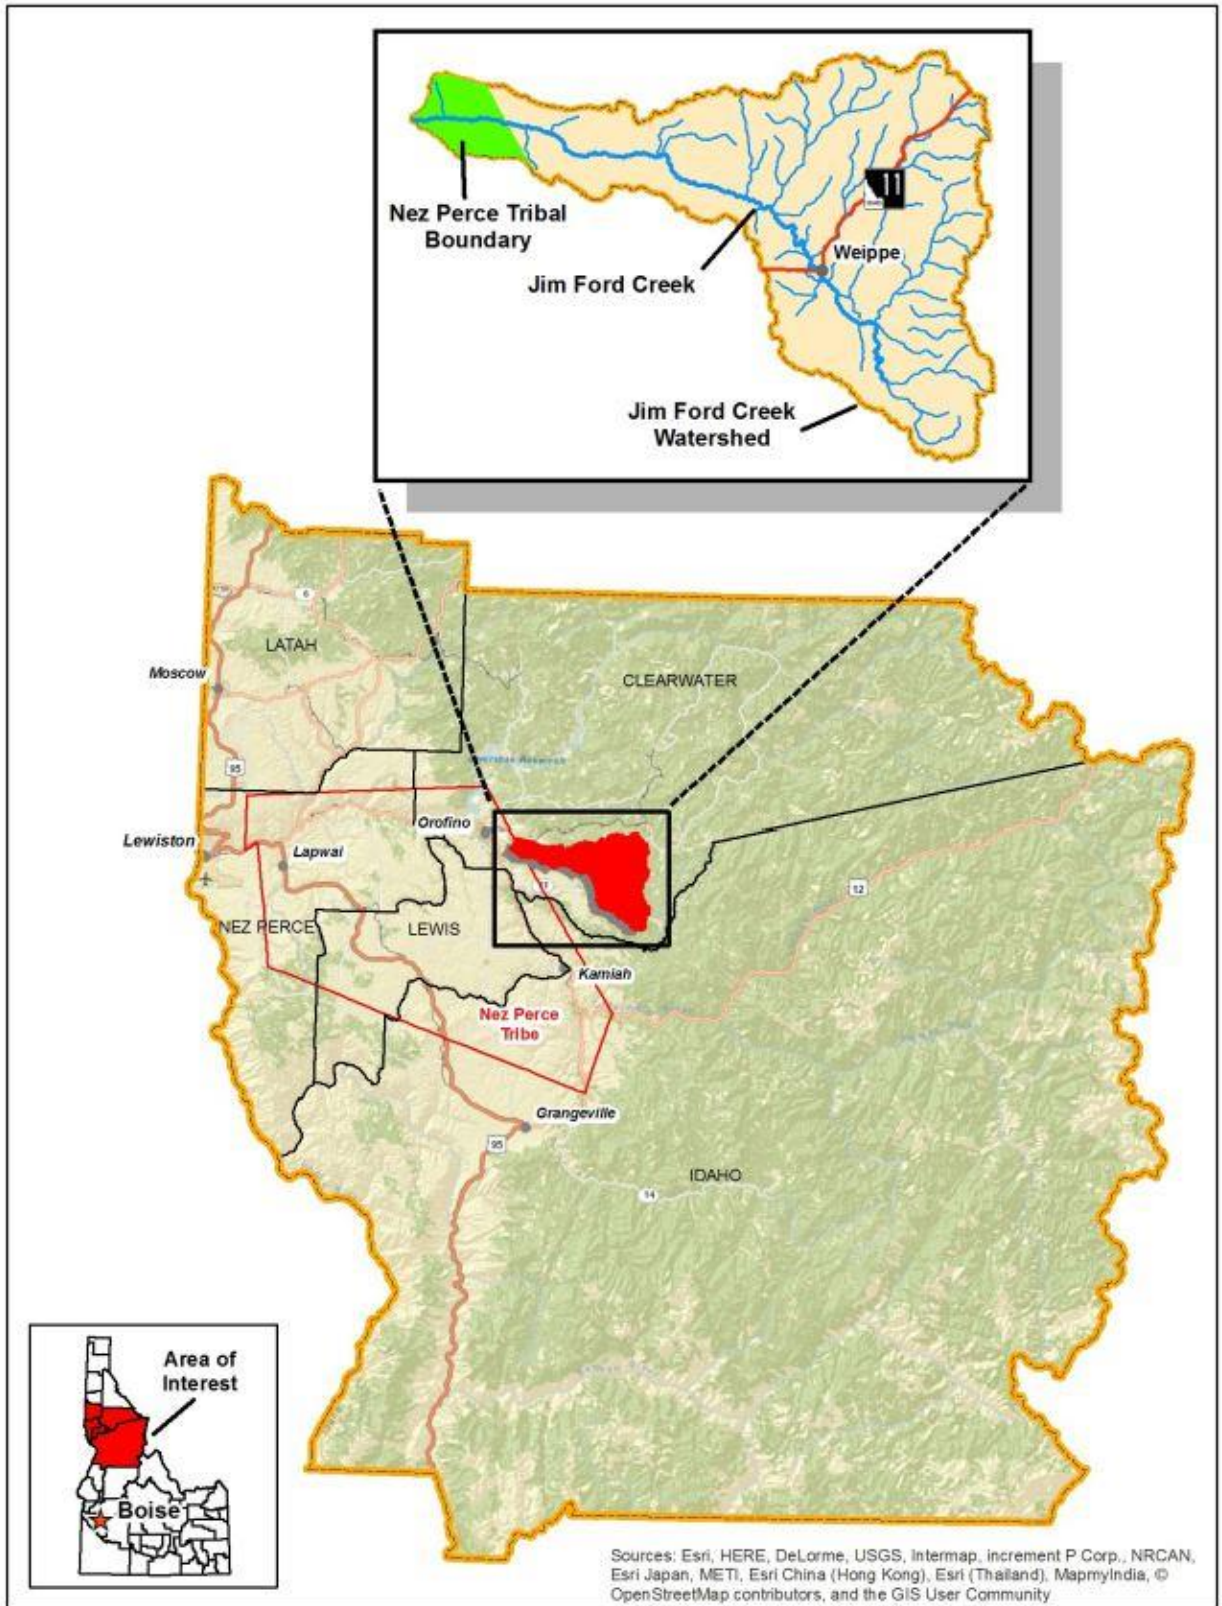 11
Nez Perce Tribal
Boundary
Weippe
Jim Ford Creek
Jim Ford Creek
Watershed
6
LATAH
Moscow
CLEARWATER
95
Orofino
Lewiston
Lapwai
12
NEZ PERCE
LEWIS
Kamiah
Nez Perce
Tribe
Grangeville
95
IDAHO
14
Area of
Interest
Boise
Sources: Esri, HERE, DeLorme, USGS, Intermap, increment P Corp., NRCAN,
Esri Japan, METI, Esri China (Hong Kong), Esri (Thailand), MapmyIndia, ©
OpenStreetMap contributors, and the GIS User Community